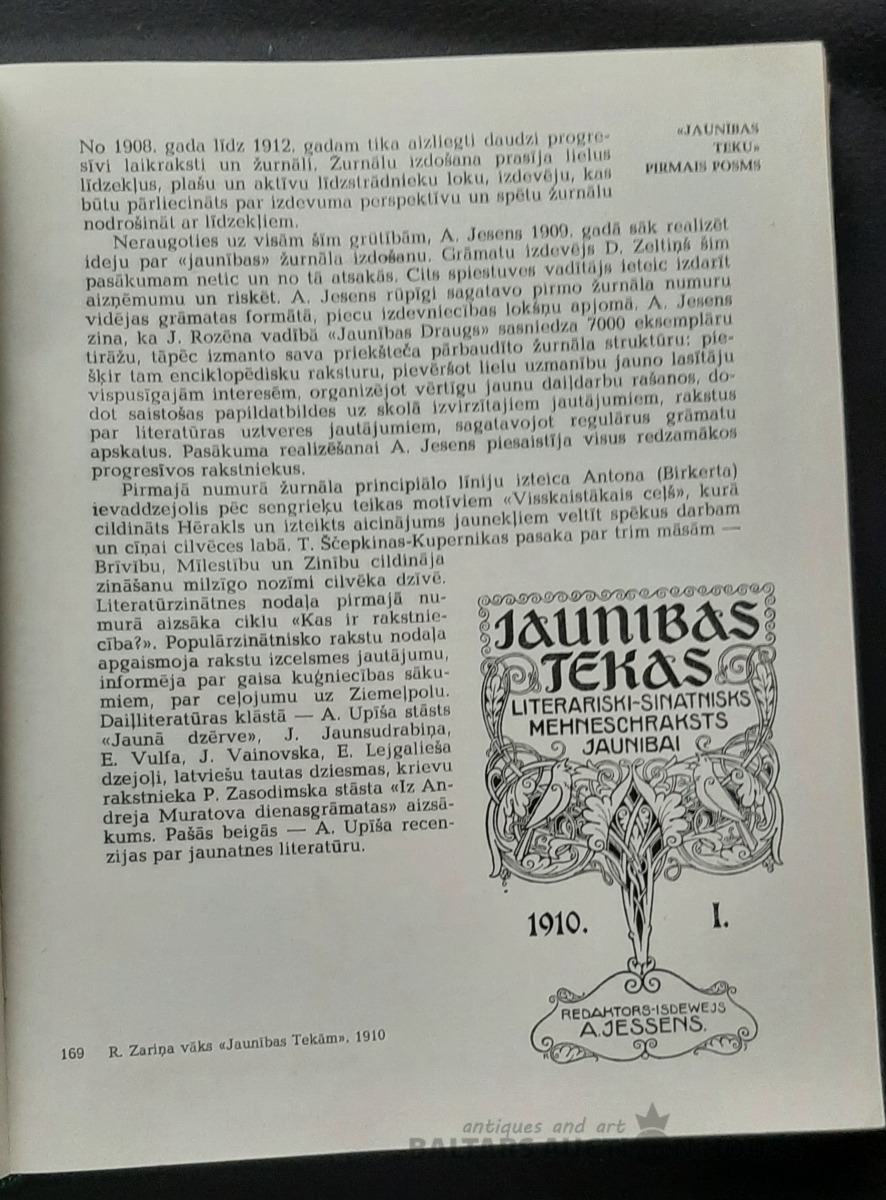 «JAUNĪBAS
TEKU»
PIRMAIS POSMS
No 1908. gada līdz 1912. gadam tika aizliegti daudzi progre-
sīvi laikraksti un žurnāli. Žurnālu izdošana prasīja lielus
līdzekļus, plašu un aktīvu līdzstrādnieku loku, izdevēju, kas
būtu pārliecināts par izdevuma perspektīvu un spētu žurnālu
nodrošināt ar līdzekļiem.
Neraugoties uz visām šīm grūtībām, A. Jesens 1909. gadā sāk realizēt
ideju par «jaunības» žurnāla izdošanu. Grāmatu izdevējs D. Zeltiņš šim
pasākumam netic un no tā atsakās. Cits spiestuves vadītājs ieteic izdarīt
aizņēmumu un riskēt. A. Jesens rūpīgi sagatavo pirmo žurnāla numuru
vidējas grāmatas formātā, piecu izdevniecības lokšņu apjomā. A. Jesens
zina, ka J. Rozēna vadībā «Jaunības Draugs» sasniedza 7000 eksemplāru
tirāžu, tāpēc izmanto sava priekšteča pārbaudīto žurnāla struktūru: pie-
šķir tam enciklopēdisku raksturu, pievēršot lielu uzmanību jauno lasītāju
vispusīgajām interesēm, organizējot vērtīgu jaunu daiļdarbu rašanos, do-
dot saistošas papildatbildes uz skolā izvirzītajiem jautājumiem, rakstus
par literatūras uztveres jautājumiem, sagatavojot regulārus grāmatu
apskatus. Pasākuma realizēšanai A. Jesens piesaistīja visus redzamākos
progresīvos rakstniekus.
Pirmajā numurā žurnāla principiālo līniju izteica Antona (Birkerta)
ievaddzejolis pēc sengrieķu teikas motīviem «Visskaistākais ceļš», kurā
cildināts Hērakls un izteikts aicinājums jaunekļiem veltīt spēkus darbam
un cīņai cilvēces labā. T. Ščepkinas-Kupernikas pasaka par trim māsām —
Brīvību, Mīlestību un Zinību cildināja
zināšanu milzīgo nozīmi cilvēka dzīvē.
Literatūrzinātnes nodaļa pirmajā nu-
murā aizsāka ciklu «Kas ir rakstnie-
cība?». Populārzinātnisko rakstu nodaļa
apgaismoja rakstu izcelsmes jautājumu,
informēja par gaisa kuģniecības sāku-
miem, par ceļojumu uz Ziemeļpolu.
Daiļliteratūras klāstā — A. Upīša stāsts
«Jaunā dzērve», J. Jaunsudrabiņa,
E. Vulfa, J. Vainovska, E. Lejgalieša
dzejoļi, latviešu tautas dziesmas, krievu
rakstnieka P. Zasodimska stāsta «Iz An-
dreja Muratova dienasgrāmatas» aizsā-
kums. Pašās beigās — A. Upīša recen-
zijas par jaunatnes literatūru.
JAUNIBAS
TEKAS
LITERARISKI-SINATNISKS
MEHNESCHRAKSTS
JAUNIBAI
1910. I.
REDAKTORS-ISDEWEJS
A. JESSENS.
169 R. Zariņa vāks «Jaunības Tekām», 1910
antiques and art